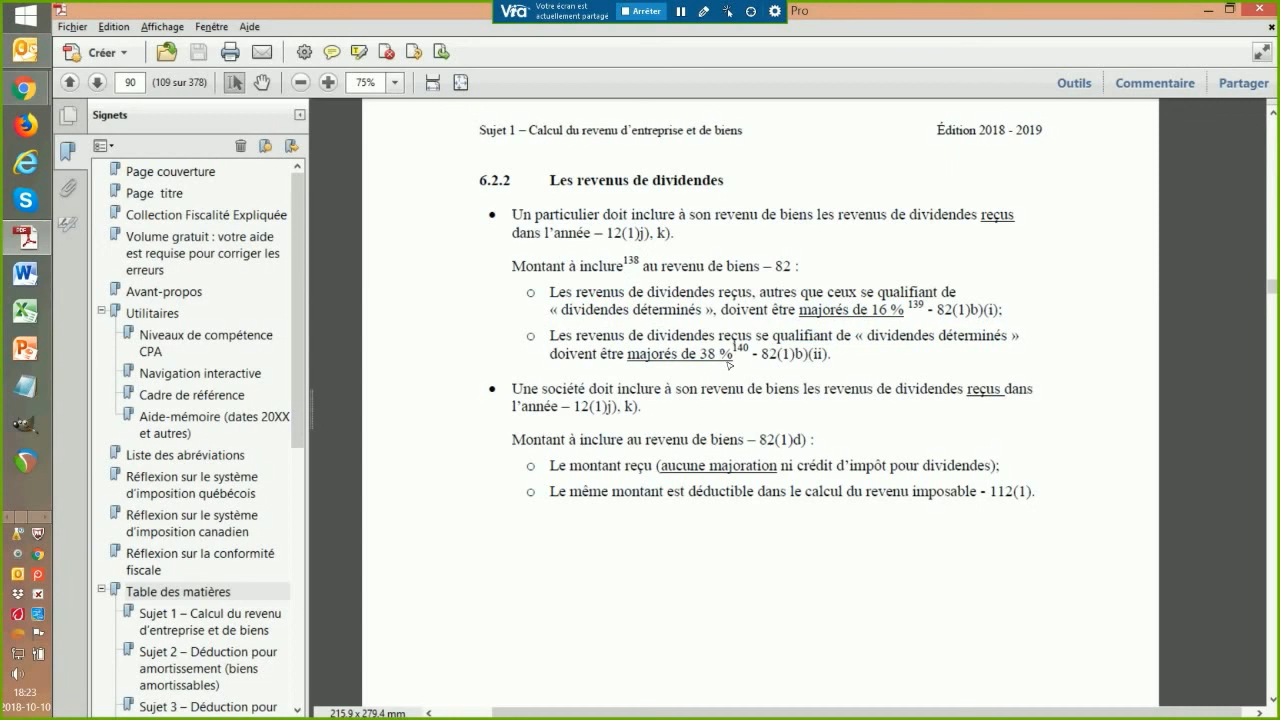 Votre écran est
actuellement partagé
Arrêter
Pro
Fichier Édition Affichage Fenêtre Aide
Créer
90 (109 sur 378)
75%
Outils Commentaire Partager
Signets
Page couverture
Page titre
Collection Fiscalité Expliquée
Volume gratuit : votre aide
est requise pour corriger les
erreurs
Avant-propos
Utilitaires
Niveaux de compétence
CPA
Navigation interactive
Cadre de référence
Aide-mémoire (dates 20XX
et autres)
Liste des abréviations
Réflexion sur le système
d'imposition québécois
Réflexion sur le système
d'imposition canadien
Réflexion sur la conformité
fiscale
Table des matières
Sujet 1 – Calcul du revenu
d'entreprise et de biens
Sujet 2 – Déduction pour
amortissement (biens
amortissables)
Sujet 3 – Déduction pour
Sujet 1 – Calcul du revenu d'entreprise et de biens Édition 2018 - 2019
6.2.2 Les revenus de dividendes
• Un particulier doit inclure à son revenu de biens les revenus de dividendes reçus
dans l'année – 12(1)j), k).
Montant à inclure138 au revenu de biens – 82 :
o Les revenus de dividendes reçus, autres que ceux se qualifiant de
« dividendes déterminés », doivent être majorés de 16 % 139 - 82(1)b)(i);
o Les revenus de dividendes reçus se qualifiant de « dividendes déterminés »
doivent être majorés de 38 %140 - 82(1)b)(ii).
• Une société doit inclure à son revenu de biens les revenus de dividendes reçus dans
l'année – 12(1)j), k).
Montant à inclure au revenu de biens – 82(1)d) :
o Le montant reçu (aucune majoration ni crédit d'impôt pour dividendes);
o Le même montant est déductible dans le calcul du revenu imposable - 112(1).
215,9 x 279,4 mm
18:23
2018-10-10